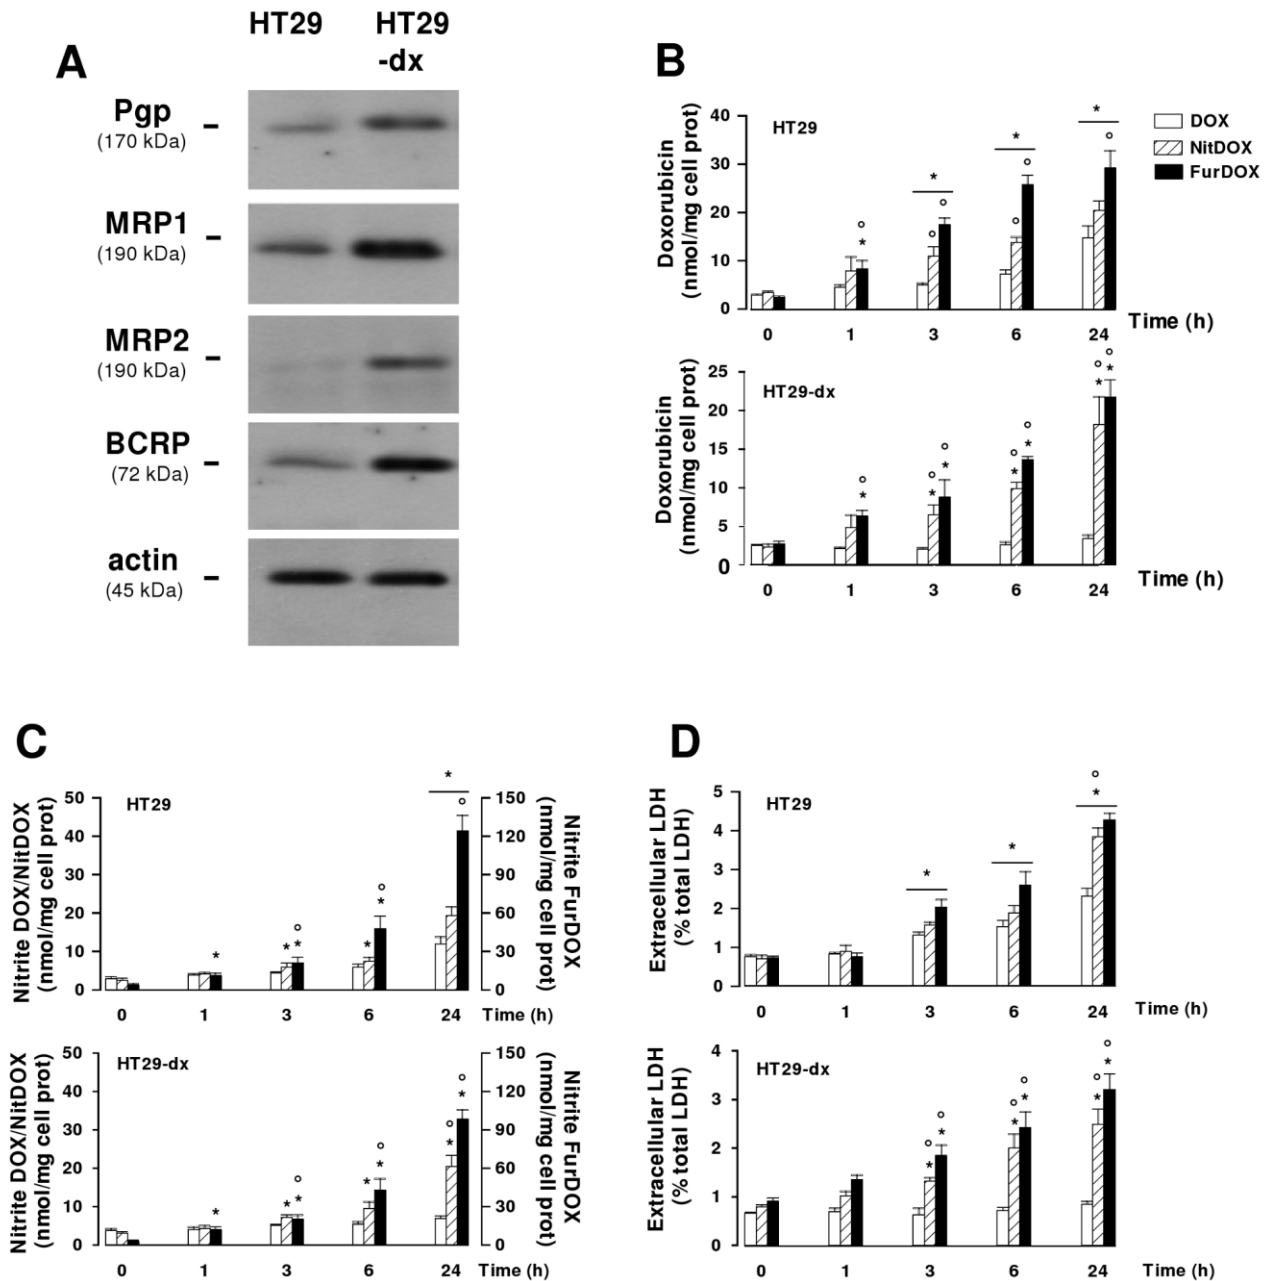 A
HT29
HT29
-dx
Pgp
(170 kDa)
MRP1
(190 kDa)
MRP2
(190 kDa)
BCRP
(72 kDa)
actin
(45 kDa)
B
Doxorubicin
(nmol/mg cell prot)
40
30
20
10
0
HT29
*
*
*
*
°
°
°
°
°
°
DOX
NitDOX
FurDOX
0 1 3 6 24
Time (h)
Doxorubicin
(nmol/mg cell prot)
25
20
15
10
5
0
HT29-dx
° ° ° ° ° ° °
* * * * * * *
0 1 3 6 24
Time (h)
C
Nitrite DOX/NitDOX
(nmol/mg cell prot)
50
40
30
20
10
0
HT29
*
* * * * *
° ° °
150
120
90
60
30
0
Nitrite FurDOX
(nmol/mg cell prot)
0 1 3 6 24 Time (h)
Nitrite DOX/NitDOX
(nmol/mg cell prot)
50
40
30
20
10
0
HT29-dx
* * * * * * *
° ° ° °
150
120
90
60
30
0
Nitrite FurDOX
(nmol/mg cell prot)
0 1 3 6 24 Time (h)
D
Extracellular LDH
(% total LDH)
5
4
3
2
1
0
HT29
*
*
°
*
0 1 3 6 24 Time (h)
Extracellular LDH
(% total LDH)
4
3
2
1
0
HT29-dx
° ° ° ° ° °
* * * * * *
0 1 3 6 24 Time (h)